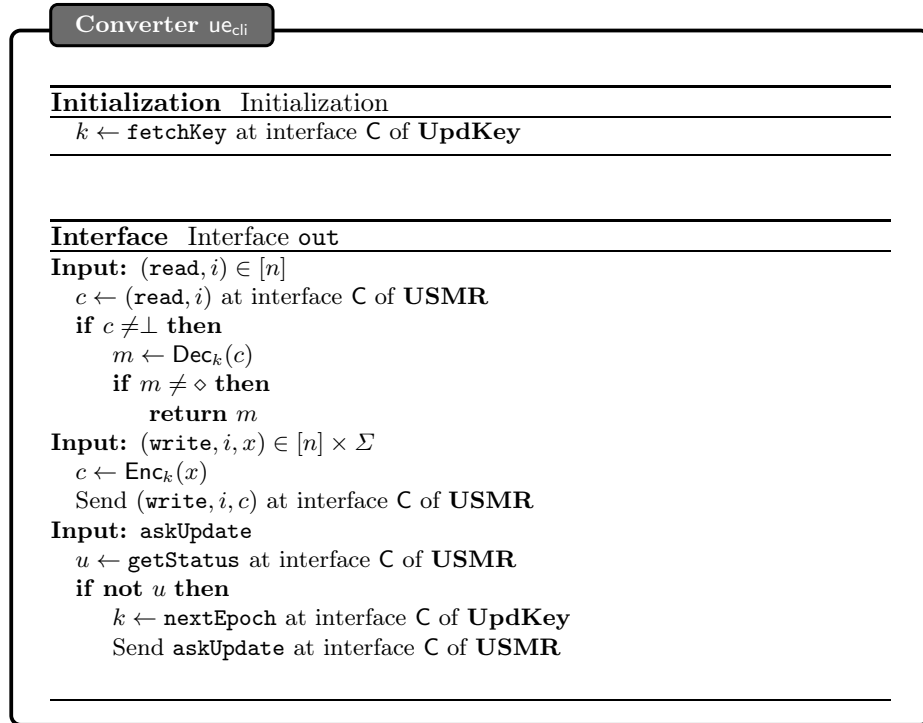 Converter ue_cli
Initialization Initialization
k ← fetchKey at interface C of UpdKey
Interface Interface out
Input: (read, i) ∈ [n]
c ← (read, i) at interface C of USMR
if c ≠⊥ then
m ← Dec_k(c)
if m ≠ ⋄ then
return m
Input: (write, i, x) ∈ [n] × Σ
c ← Enc_k(x)
Send (write, i, c) at interface C of USMR
Input: askUpdate
u ← getStatus at interface C of USMR
if not u then
k ← nextEpoch at interface C of UpdKey
Send askUpdate at interface C of USMR